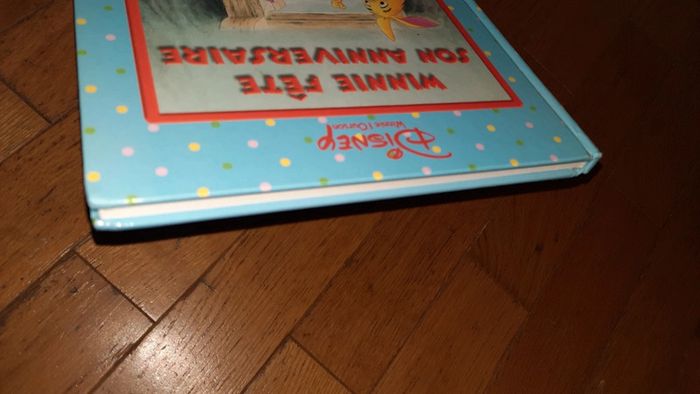 Disney
Winnie l'Ourson
WINNIE FÊTE
SON ANNIVERSAIRE